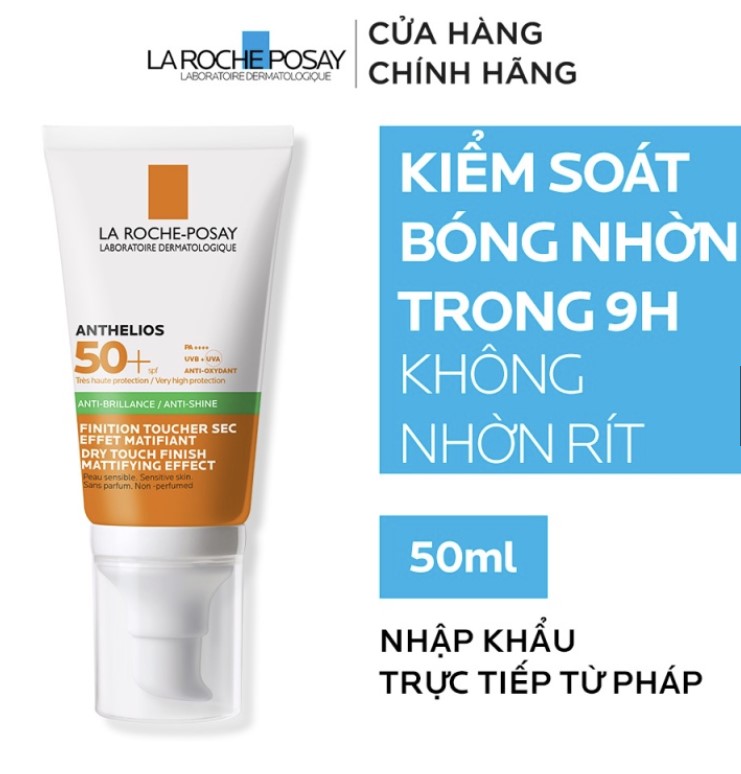 LA ROCHE POSAY
LABORATOIRE DERMATOLOGIQUE
CỬA HÀNG
CHÍNH HÃNG
LA ROCHE-POSAY
LABORATOIRE DERMATOLOGIQUE
ANTHELIOS
50+ spf
PA++++
UVB + UVA
ANTI-OXYDANT
Très haute protection / Very high protection
ANTI-BRILLANCE / ANTI-SHINE
FINITION TOUCHER SEC
EFFET MATIFIANT
DRY TOUCH FINISH
MATTIFYING EFFECT
Peau sensible. Sensitive skin
Sans parfum. Non -perfumed
KIỂM SOÁT
BÓNG NHỜN
TRONG 9H
KHÔNG
NHỜN RÍT
50ml
NHẬP KHẨU
TRỰC TIẾP TỪ PHÁP